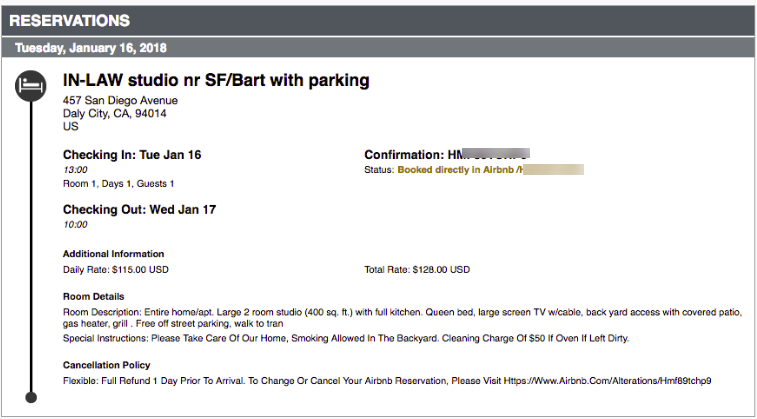 RESERVATIONS
Tuesday, January 16, 2018
IN-LAW studio nr SF/Bart with parking
457 San Diego Avenue
Daly City, CA, 94014
US
Checking In: Tue Jan 16
13:00
Room 1, Days 1, Guests 1
Confirmation:
Status: Booked directly in Airbnb
Checking Out: Wed Jan 17
10:00
Additional Information
Daily Rate: $115.00 USD
Total Rate: $128.00 USD
Room Details
Room Description: Entire home/apt. Large 2 room studio (400 sq. ft.) with full kitchen. Queen bed, large screen TV w/cable, back yard access with covered patio,
gas heater, grill . Free off street parking, walk to tran
Special Instructions: Please Take Care Of Our Home, Smoking Allowed In The Backyard. Cleaning Charge Of $50 If Oven If Left Dirty.
Cancellation Policy
Flexible: Full Refund 1 Day Prior To Arrival. To Change Or Cancel Your Airbnb Reservation, Please Visit Https://Www.Airbnb.Com/Alterations/Hmf89tchp9